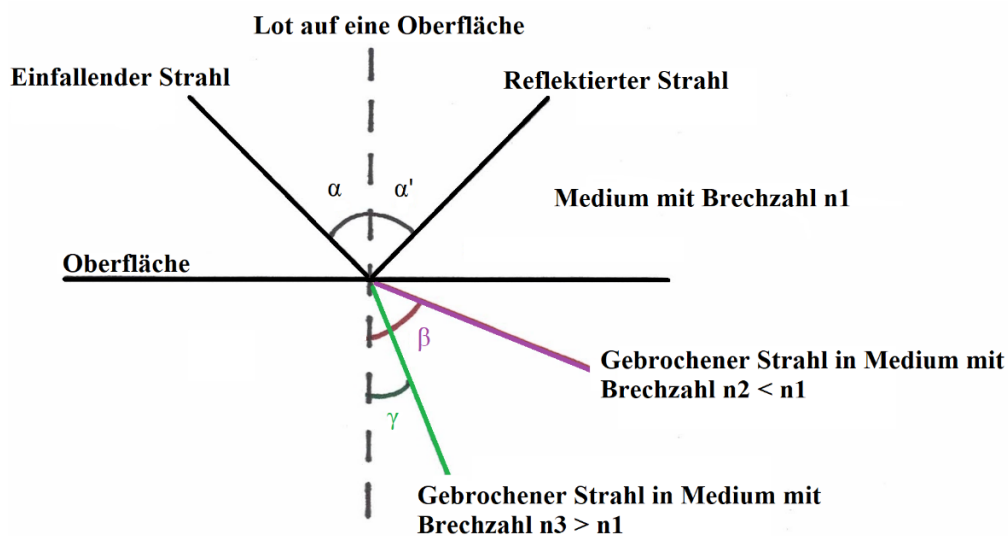 Lot auf eine Oberfläche
Einfallender Strahl
Reflektierter Strahl
α
α'
Medium mit Brechzahl n1
Oberfläche
β
Gebrochener Strahl in Medium mit
Brechzahl n2 < n1
γ
Gebrochener Strahl in Medium mit
Brechzahl n3 > n1